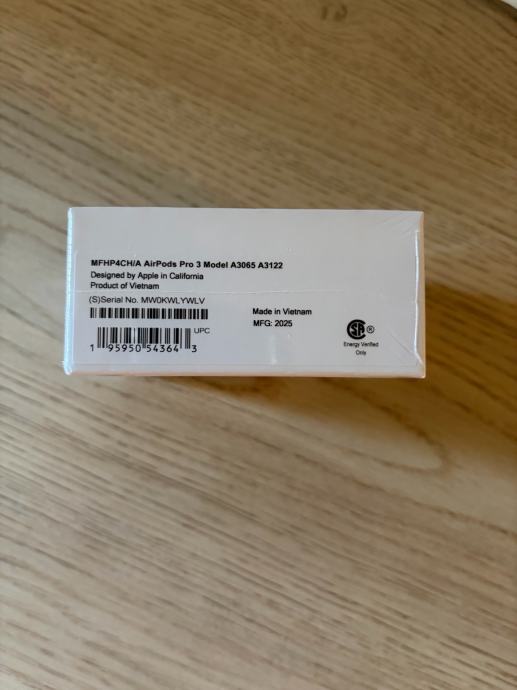 MFHP4CH/A AirPods Pro 3 Model A3065 A3122
Designed by Apple in California
Product of Vietnam
(S)Serial No. MW0KWLYWLV
UPC
1 95950 54364 3
Made in Vietnam
MFG: 2025
SA ®
Energy Verified
Only